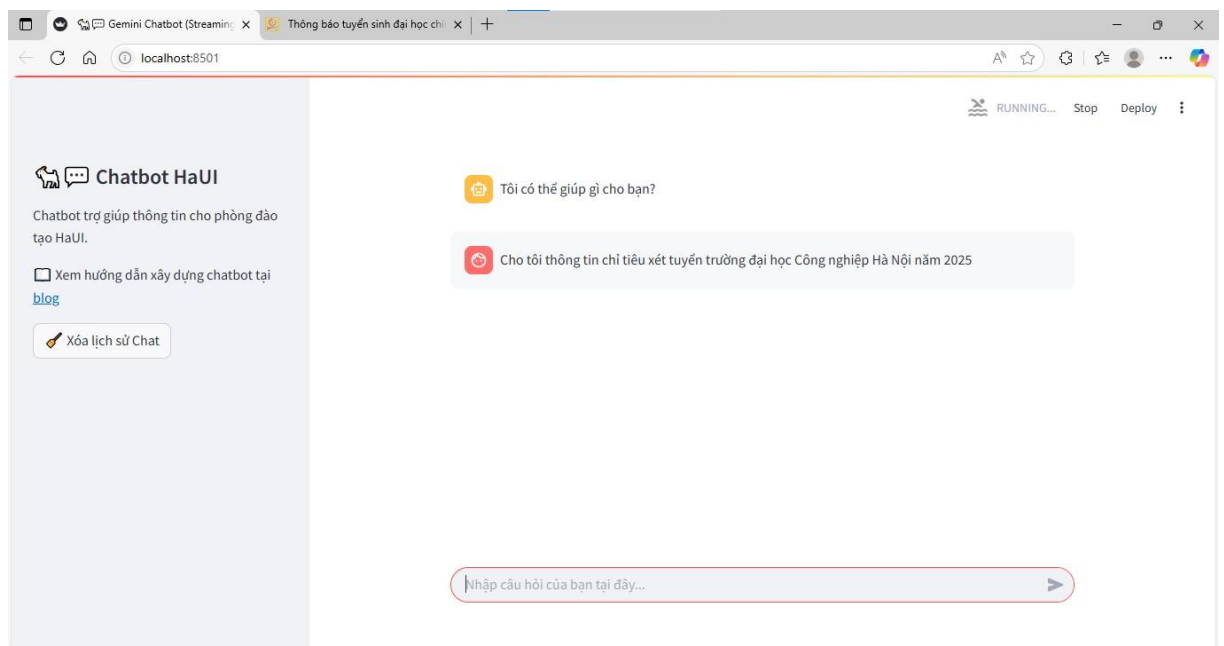 Gemini Chatbot (Streaming
Thông báo tuyển sinh đại học chí
localhost:8501
RUNNING...
Stop
Deploy
Chatbot HaUI
Chatbot trợ giúp thông tin cho phòng đào
tạo HaUI.
Xem hướng dẫn xây dựng chatbot tại
blog
Xóa lịch sử Chat
Tôi có thể giúp gì cho bạn?
Cho tôi thông tin chỉ tiêu xét tuyển trường đại học Công nghiệp Hà Nội năm 2025
Nhập câu hỏi của bạn tại đây...